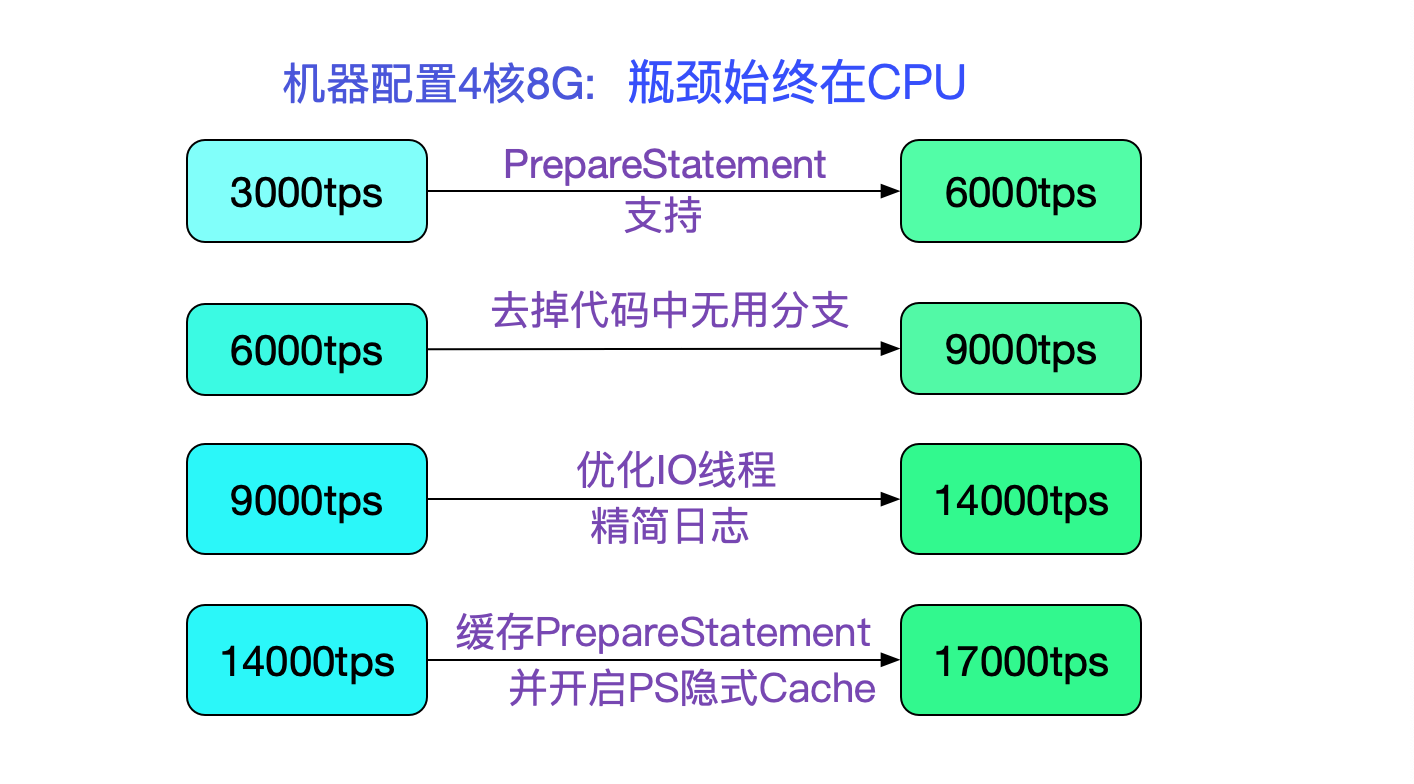 机器配置4核8G: 瓶颈始终在CPU
3000tps
PrepareStatement
支持
6000tps
6000tps
去掉代码中无用分支
9000tps
9000tps
优化IO线程
精简日志
14000tps
14000tps
缓存PrepareStatement
并开启PS隐式Cache
17000tps